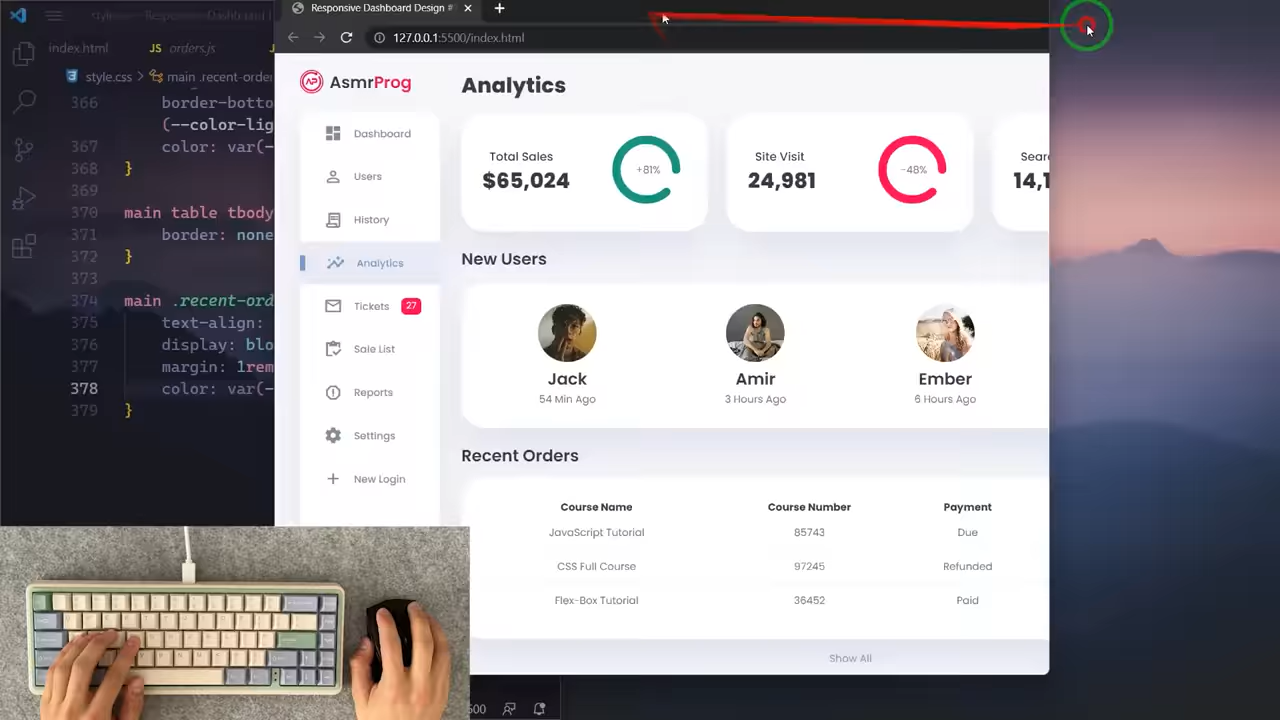 Responsive Dashboard Design #
index.html
JS orders.js
127.0.0.1:5500/index.html
style.css > main .recent-order
366 border-botto
(--color-lig
367 color: var(-
368 }
369
370 main table tbody
371 border: none
372 }
373
374 main .recent-ord
375 text-align:
376 display: blo
377 margin: 1rem
378 color: var(-
379 }
AsmrProg
Dashboard
Users
History
Analytics
Tickets 27
Sale List
Reports
Settings
New Login
Analytics
Total Sales
$65,024
+81%
Site Visit
24,981
-48%
Sear
14,1
New Users
Jack
54 Min Ago
Amir
3 Hours Ago
Ember
6 Hours Ago
Recent Orders
Course Name Course Number Payment
JavaScript Tutorial 85743 Due
CSS Full Course 97245 Refunded
Flex-Box Tutorial 36452 Paid
Show All
500